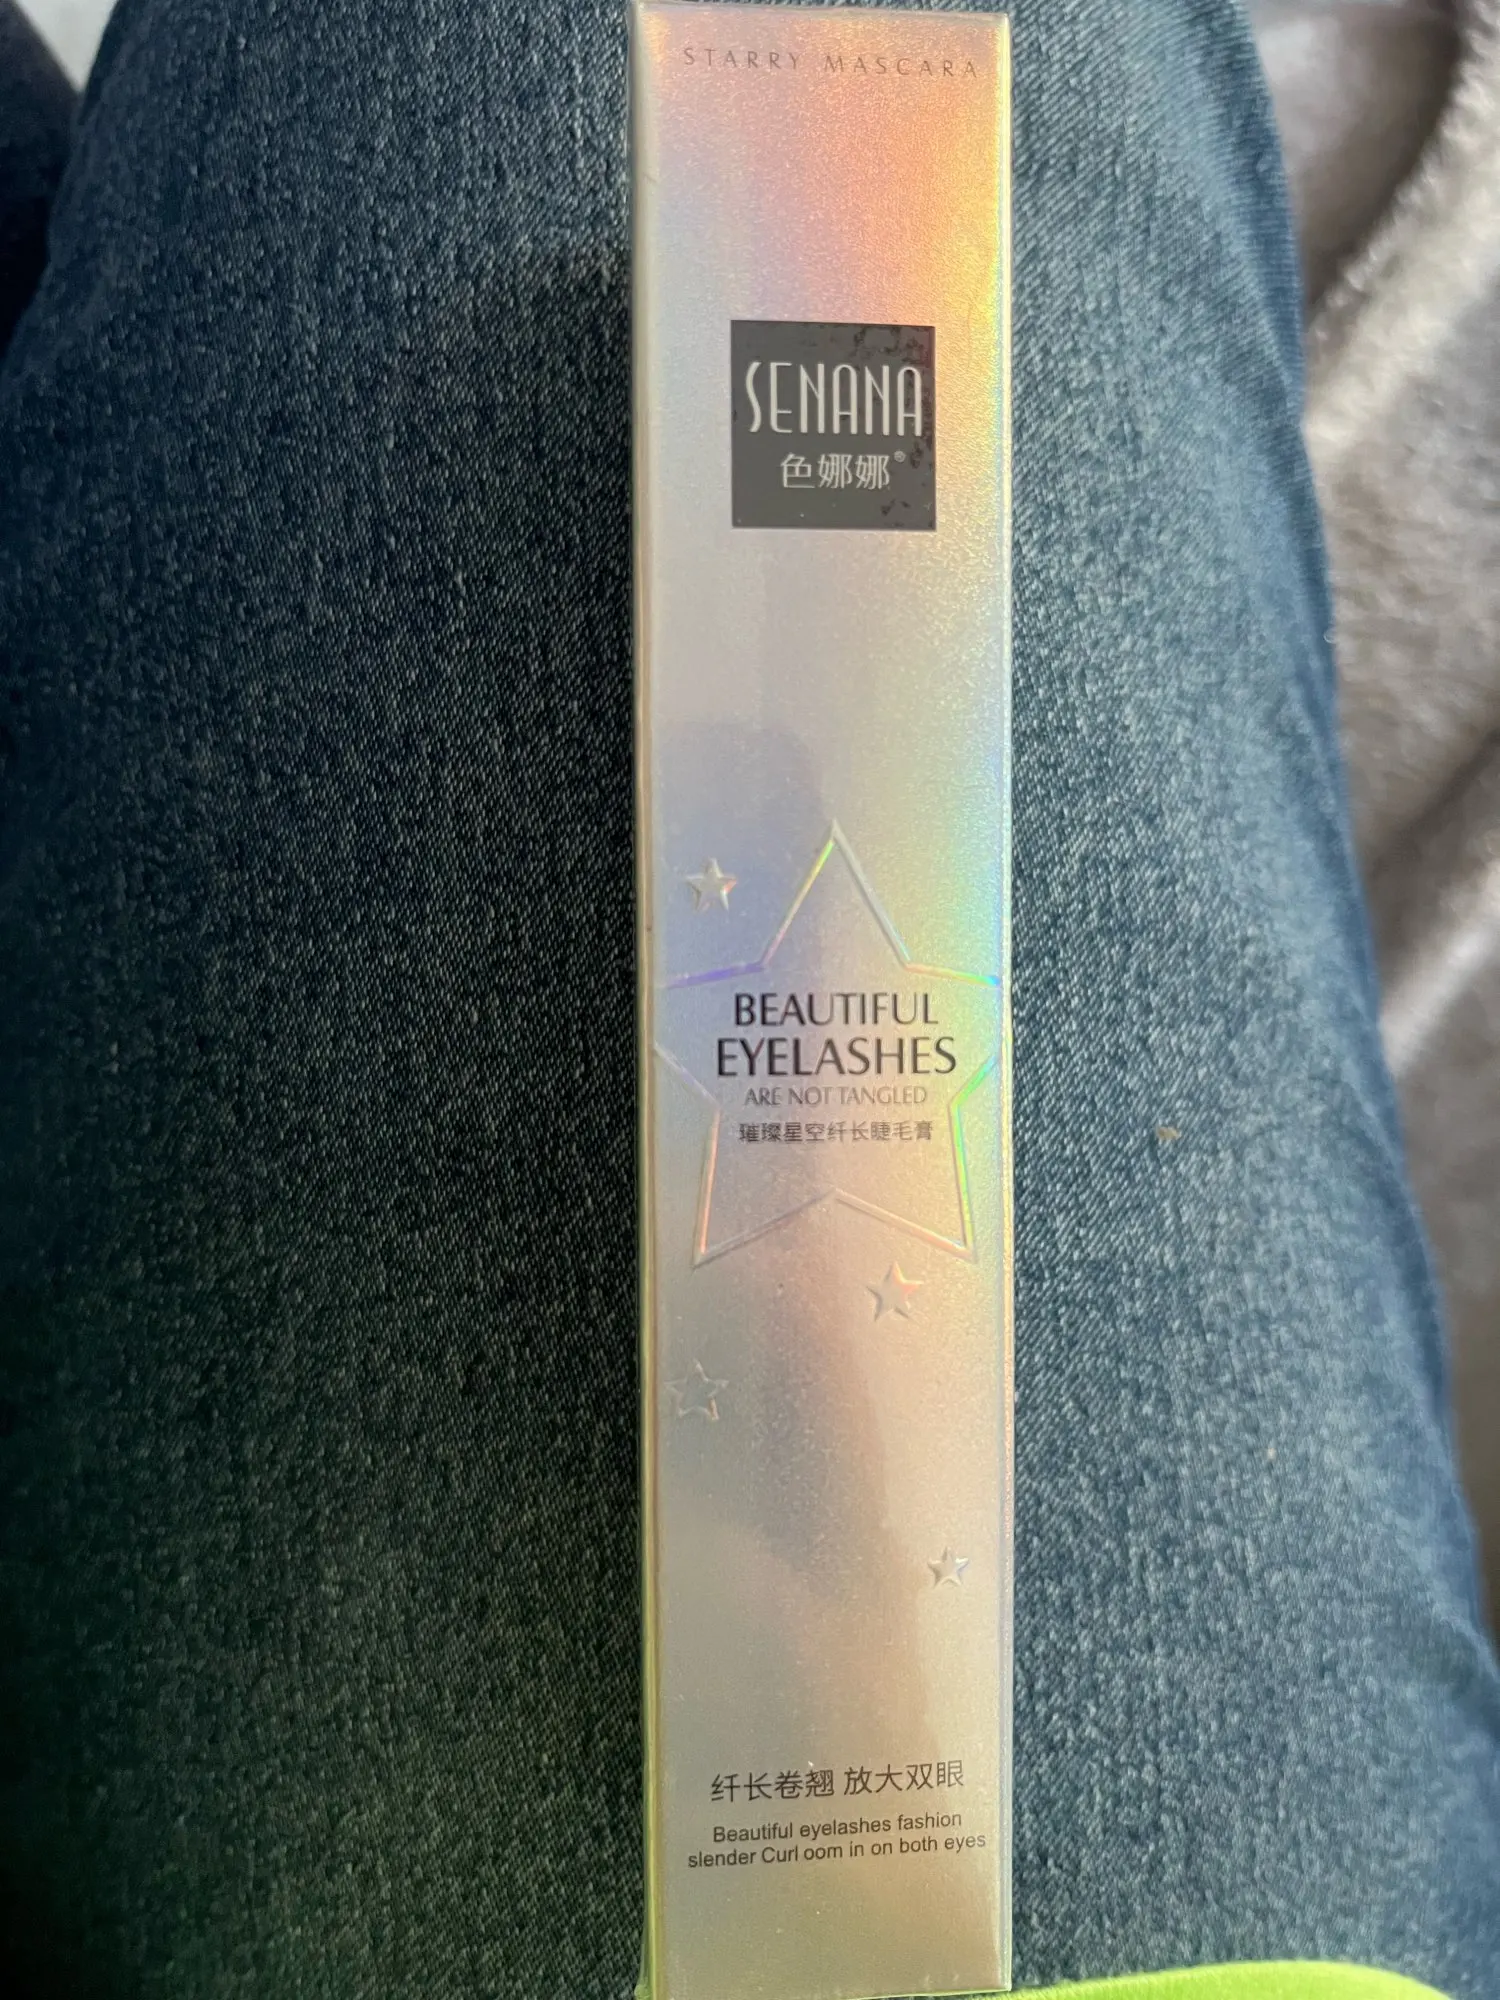 STARRY MASCARA
SENANA
色娜娜®
BEAUTIFUL
EYELASHES
ARE NOT TANGLED
璀璨星空纤长睫毛膏
纤长卷翘 放大双眼
Beautiful eyelashes fashion
slender Curl oom in on both eyes